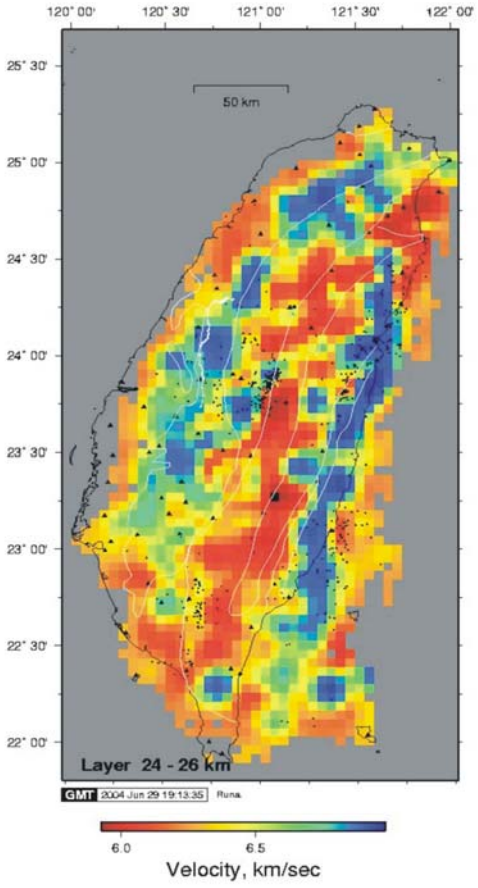 120° 00' 120° 30' 121° 00' 121° 30' 122° 00'
25° 30'
50 km
25° 00'
24° 30'
24° 00'
23° 30'
23° 00'
22° 30'
22° 00'
Layer 24 - 26 km
GMT 2004 Jun 29 19:13:35 Runa.
6.0 6.5
Velocity, km/sec